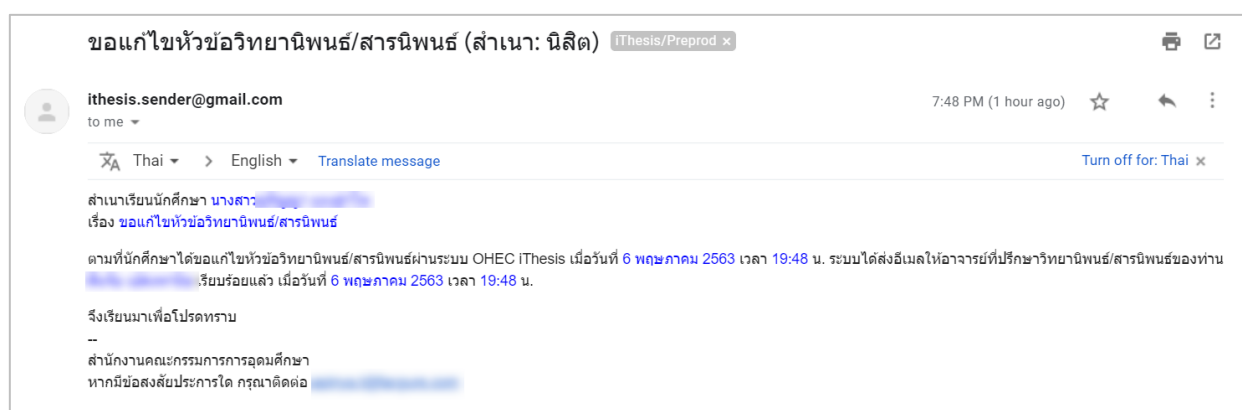 ขอแก้ไขหัวข้อวิทยานิพนธ์/สารนิพนธ์ (สำเนา: นิสิต) iThesis/Preprod ×
ithesis.sender@gmail.com 7:48 PM (1 hour ago)
to me
Thai > English Translate message Turn off for: Thai ×
สำเนาเรียนนักศึกษา นางสาว
เรื่อง ขอแก้ไขหัวข้อวิทยานิพนธ์/สารนิพนธ์
ตามที่นักศึกษาได้ขอแก้ไขหัวข้อวิทยานิพนธ์/สารนิพนธ์ผ่านระบบ OHEC iThesis เมื่อวันที่ 6 พฤษภาคม 2563 เวลา 19:48 น. ระบบได้ส่งอีเมลให้อาจารย์ที่ปรึกษาวิทยานิพนธ์/สารนิพนธ์ของท่าน
เรียบร้อยแล้ว เมื่อวันที่ 6 พฤษภาคม 2563 เวลา 19:48 น.
จึงเรียนมาเพื่อโปรดทราบ
--
สำนักงานคณะกรรมการการอุดมศึกษา
หากมีข้อสงสัยประการใด กรุณาติดต่อ